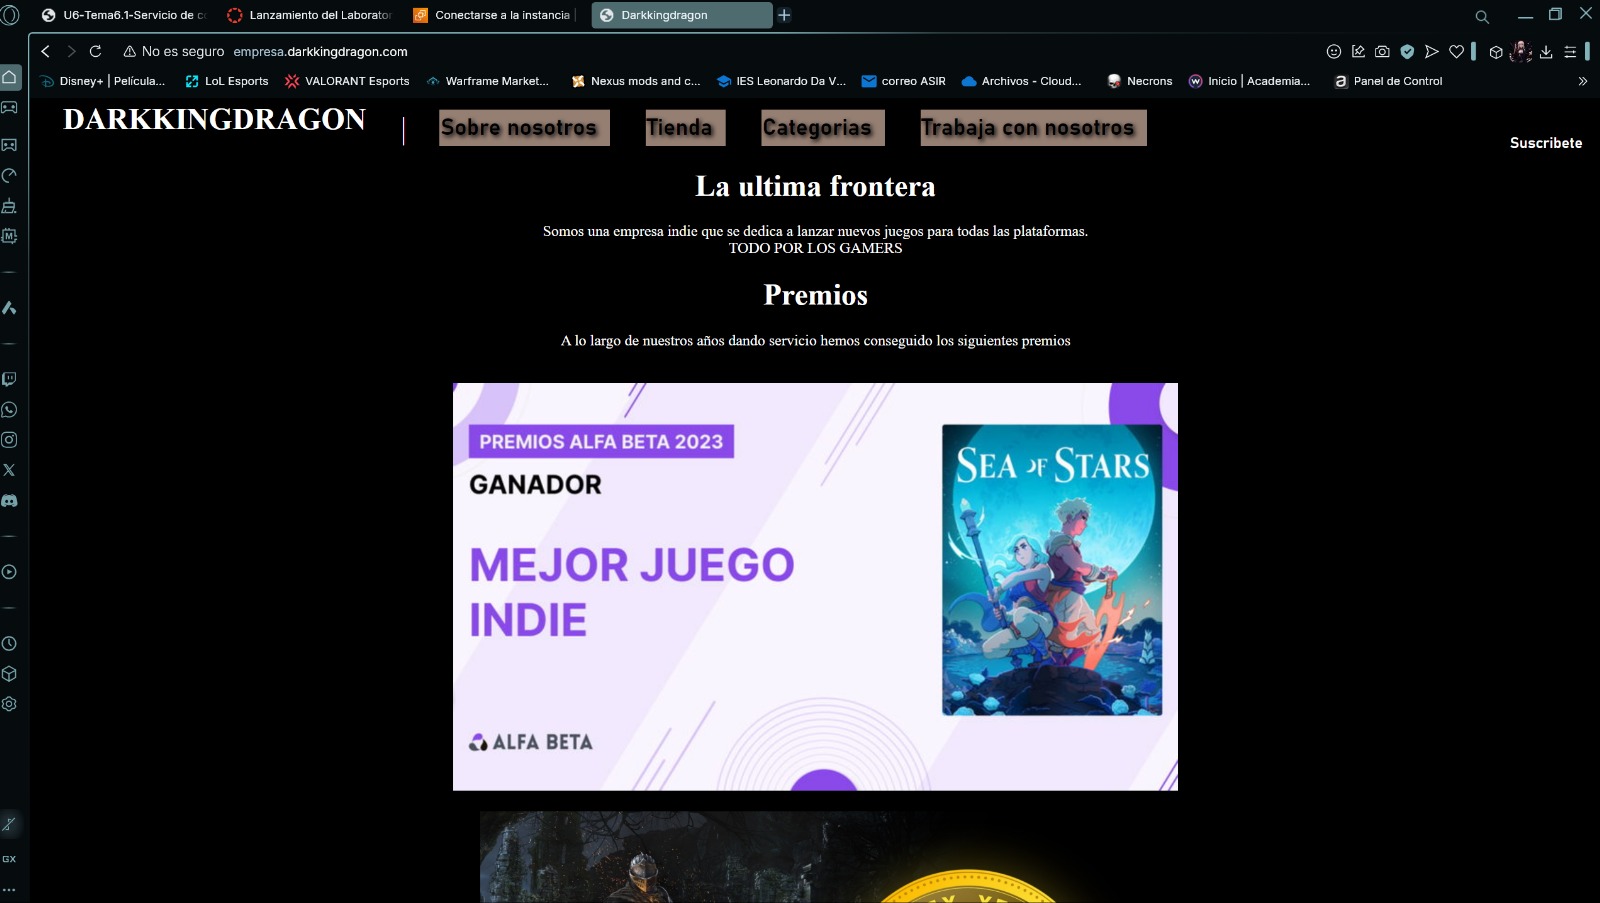 U6-Tema6.1-Servicio de co
Lanzamiento del Laborator
Conectarse a la instancia
Darkkingdragon
No es seguro empresa.darkkingdragon.com
Disney+ | Película... LoL Esports VALORANT Esports Warframe Market... Nexus mods and c... IES Leonardo Da V... correo ASIR Archivos - Cloud... Necrons Inicio | Academia... Panel de Control
DARKKINGDRAGON
Sobre nosotros
Tienda
Categorias
Trabaja con nosotros
Suscribete
La ultima frontera
Somos una empresa indie que se dedica a lanzar nuevos juegos para todas las plataformas.
TODO POR LOS GAMERS
Premios
A lo largo de nuestros años dando servicio hemos conseguido los siguientes premios
PREMIOS ALFA BETA 2023
GANADOR
MEJOR JUEGO
INDIE
ALFA BETA
SEA OF STARS
GX